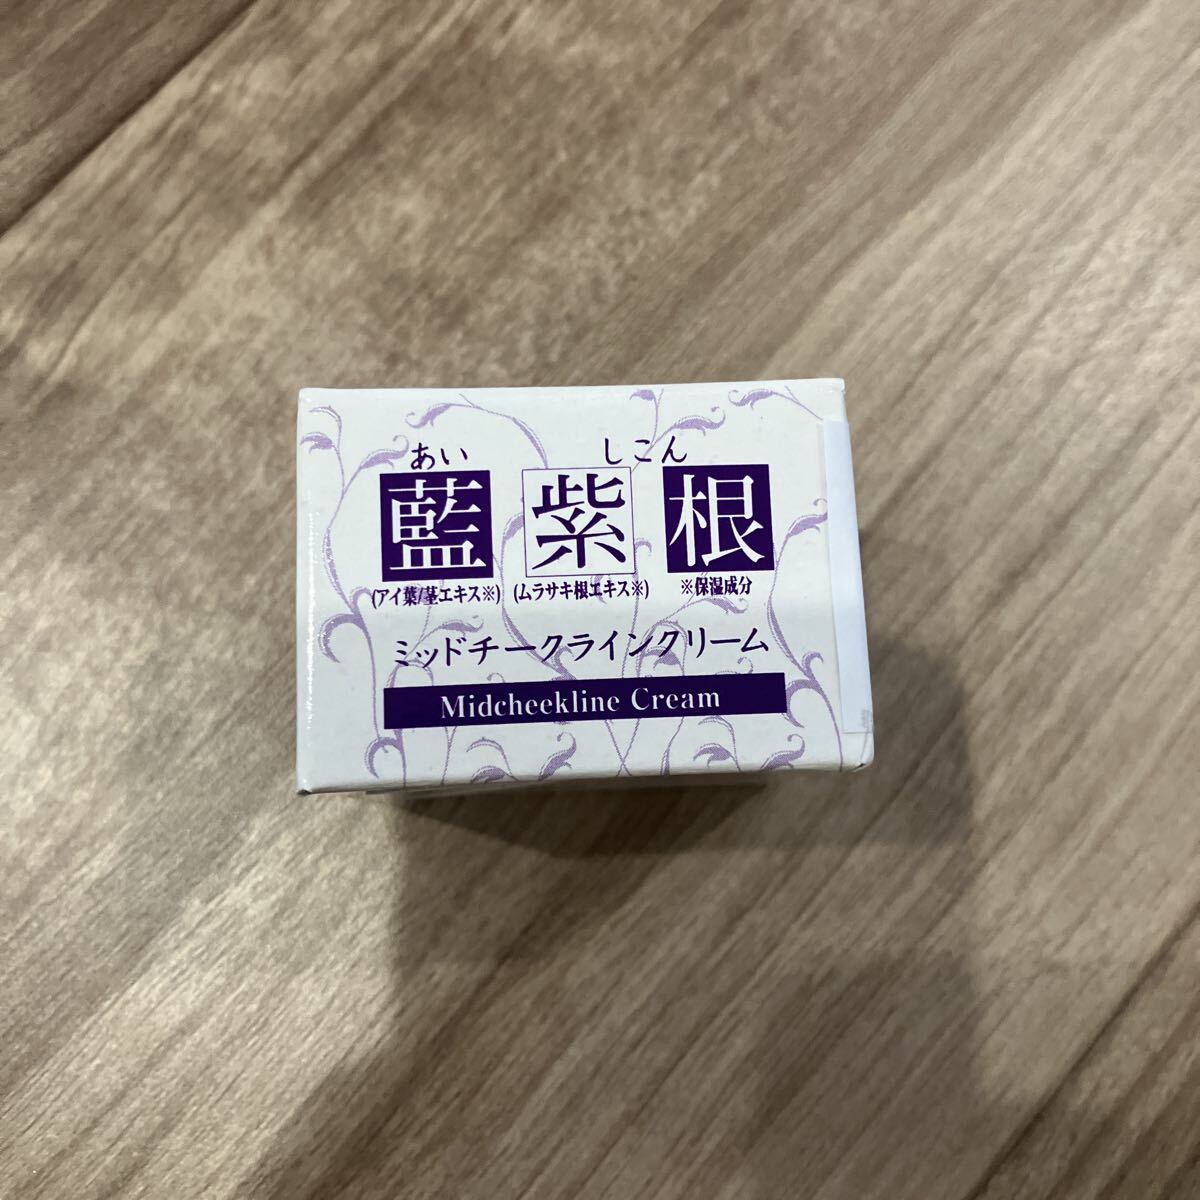 あい しこん
藍 紫 根
(アイ葉/茎エキス※) (ムラサキ根エキス※) ※保湿成分
ミッドチークラインクリーム
Midcheekline Cream